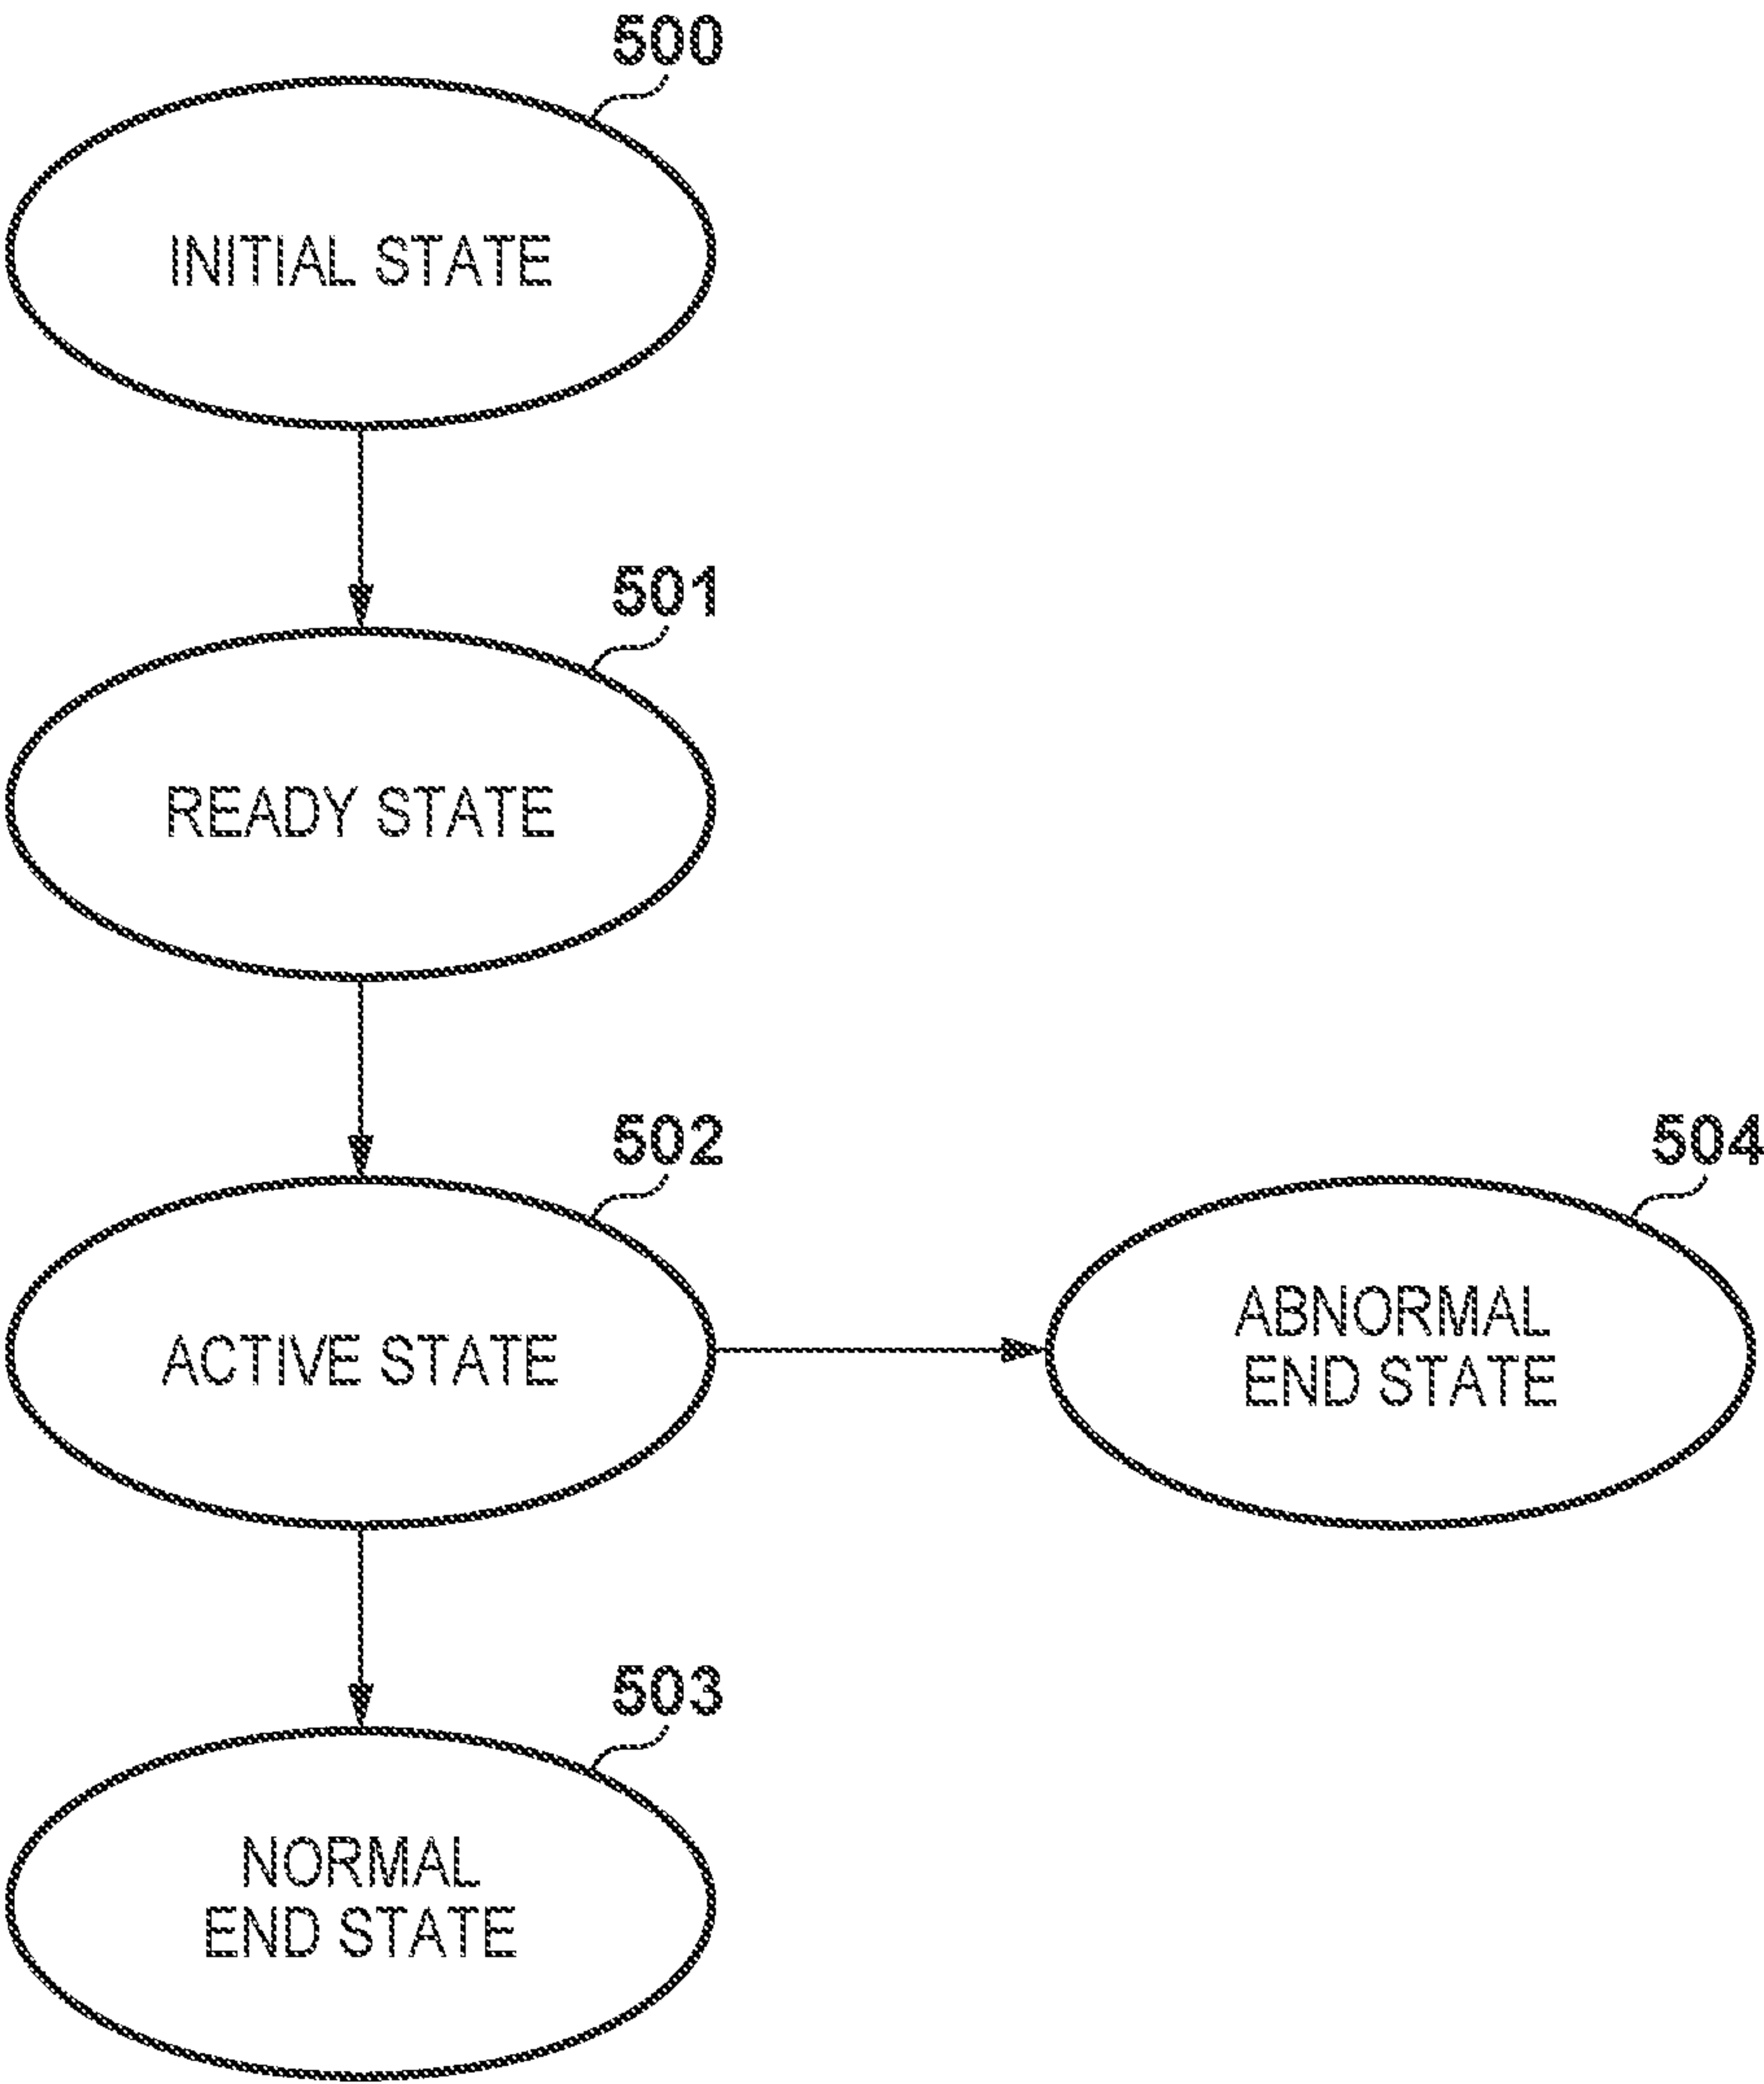 500
INITIAL STATE
501
READY STATE
502
ACTIVE STATE
504
ABNORMAL
END STATE
503
NORMAL
END STATE